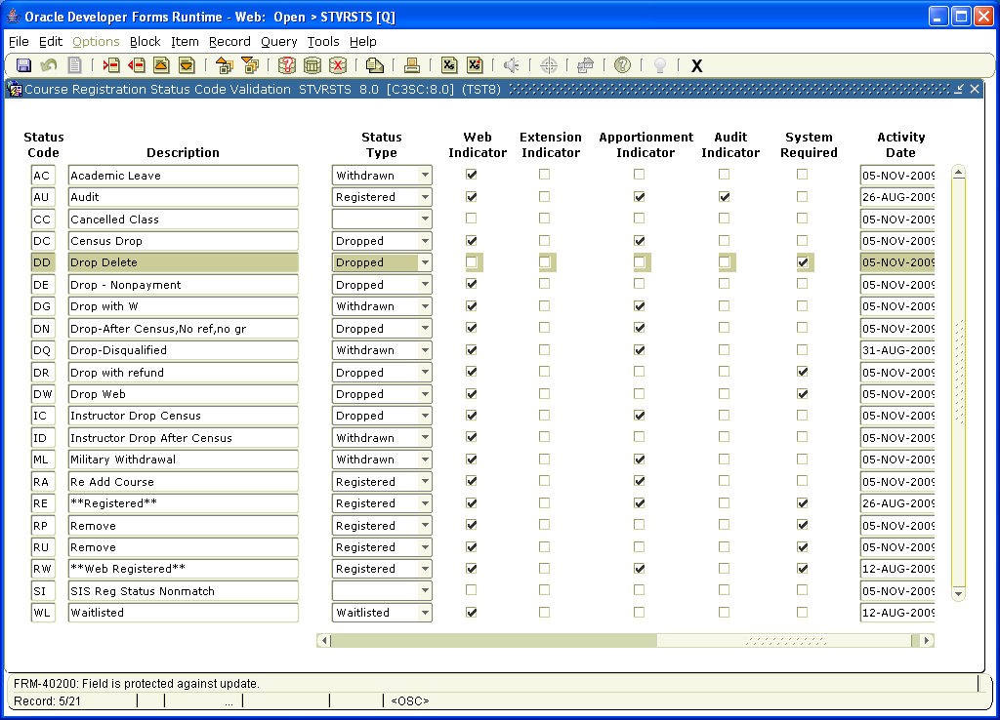 Oracle Developer Forms Runtime - Web: Open > STVRSTS [Q]
File Edit Options Block Item Record Query Tools Help
X
Course Registration Status Code Validation STVRSTS 8.0 [C3SC:8.0] (TST8)
Status Code Description Status Type Web Indicator Extension Indicator Apportionment Indicator Audit Indicator System Required Activity Date
AC Academic Leave Withdrawn 05-NOV-2009
AU Audit Registered 26-AUG-2009
CC Cancelled Class 05-NOV-2009
DC Census Drop Dropped 05-NOV-2009
DD Drop Delete Dropped 05-NOV-2009
DE Drop - Nonpayment Dropped 05-NOV-2009
DG Drop with W Withdrawn 05-NOV-2009
DN Drop-After Census,No ref,no gr Dropped 05-NOV-2009
DQ Drop-Disqualified Withdrawn 31-AUG-2009
DR Drop with refund Dropped 05-NOV-2009
DW Drop Web Dropped 05-NOV-2009
IC Instructor Drop Census Dropped 05-NOV-2009
ID Instructor Drop After Census Withdrawn 05-NOV-2009
ML Military Withdrawal Withdrawn 05-NOV-2009
RA Re Add Course Registered 05-NOV-2009
RE **Registered** Registered 26-AUG-2009
RP Remove Registered 05-NOV-2009
RU Remove Registered 05-NOV-2009
RW **Web Registered** Registered 12-AUG-2009
SI SIS Reg Status Nonmatch 05-NOV-2009
WL Waitlisted Waitlisted 12-AUG-2009
FRM-40200: Field is protected against update.
Record: 5/21 ... <OSC>